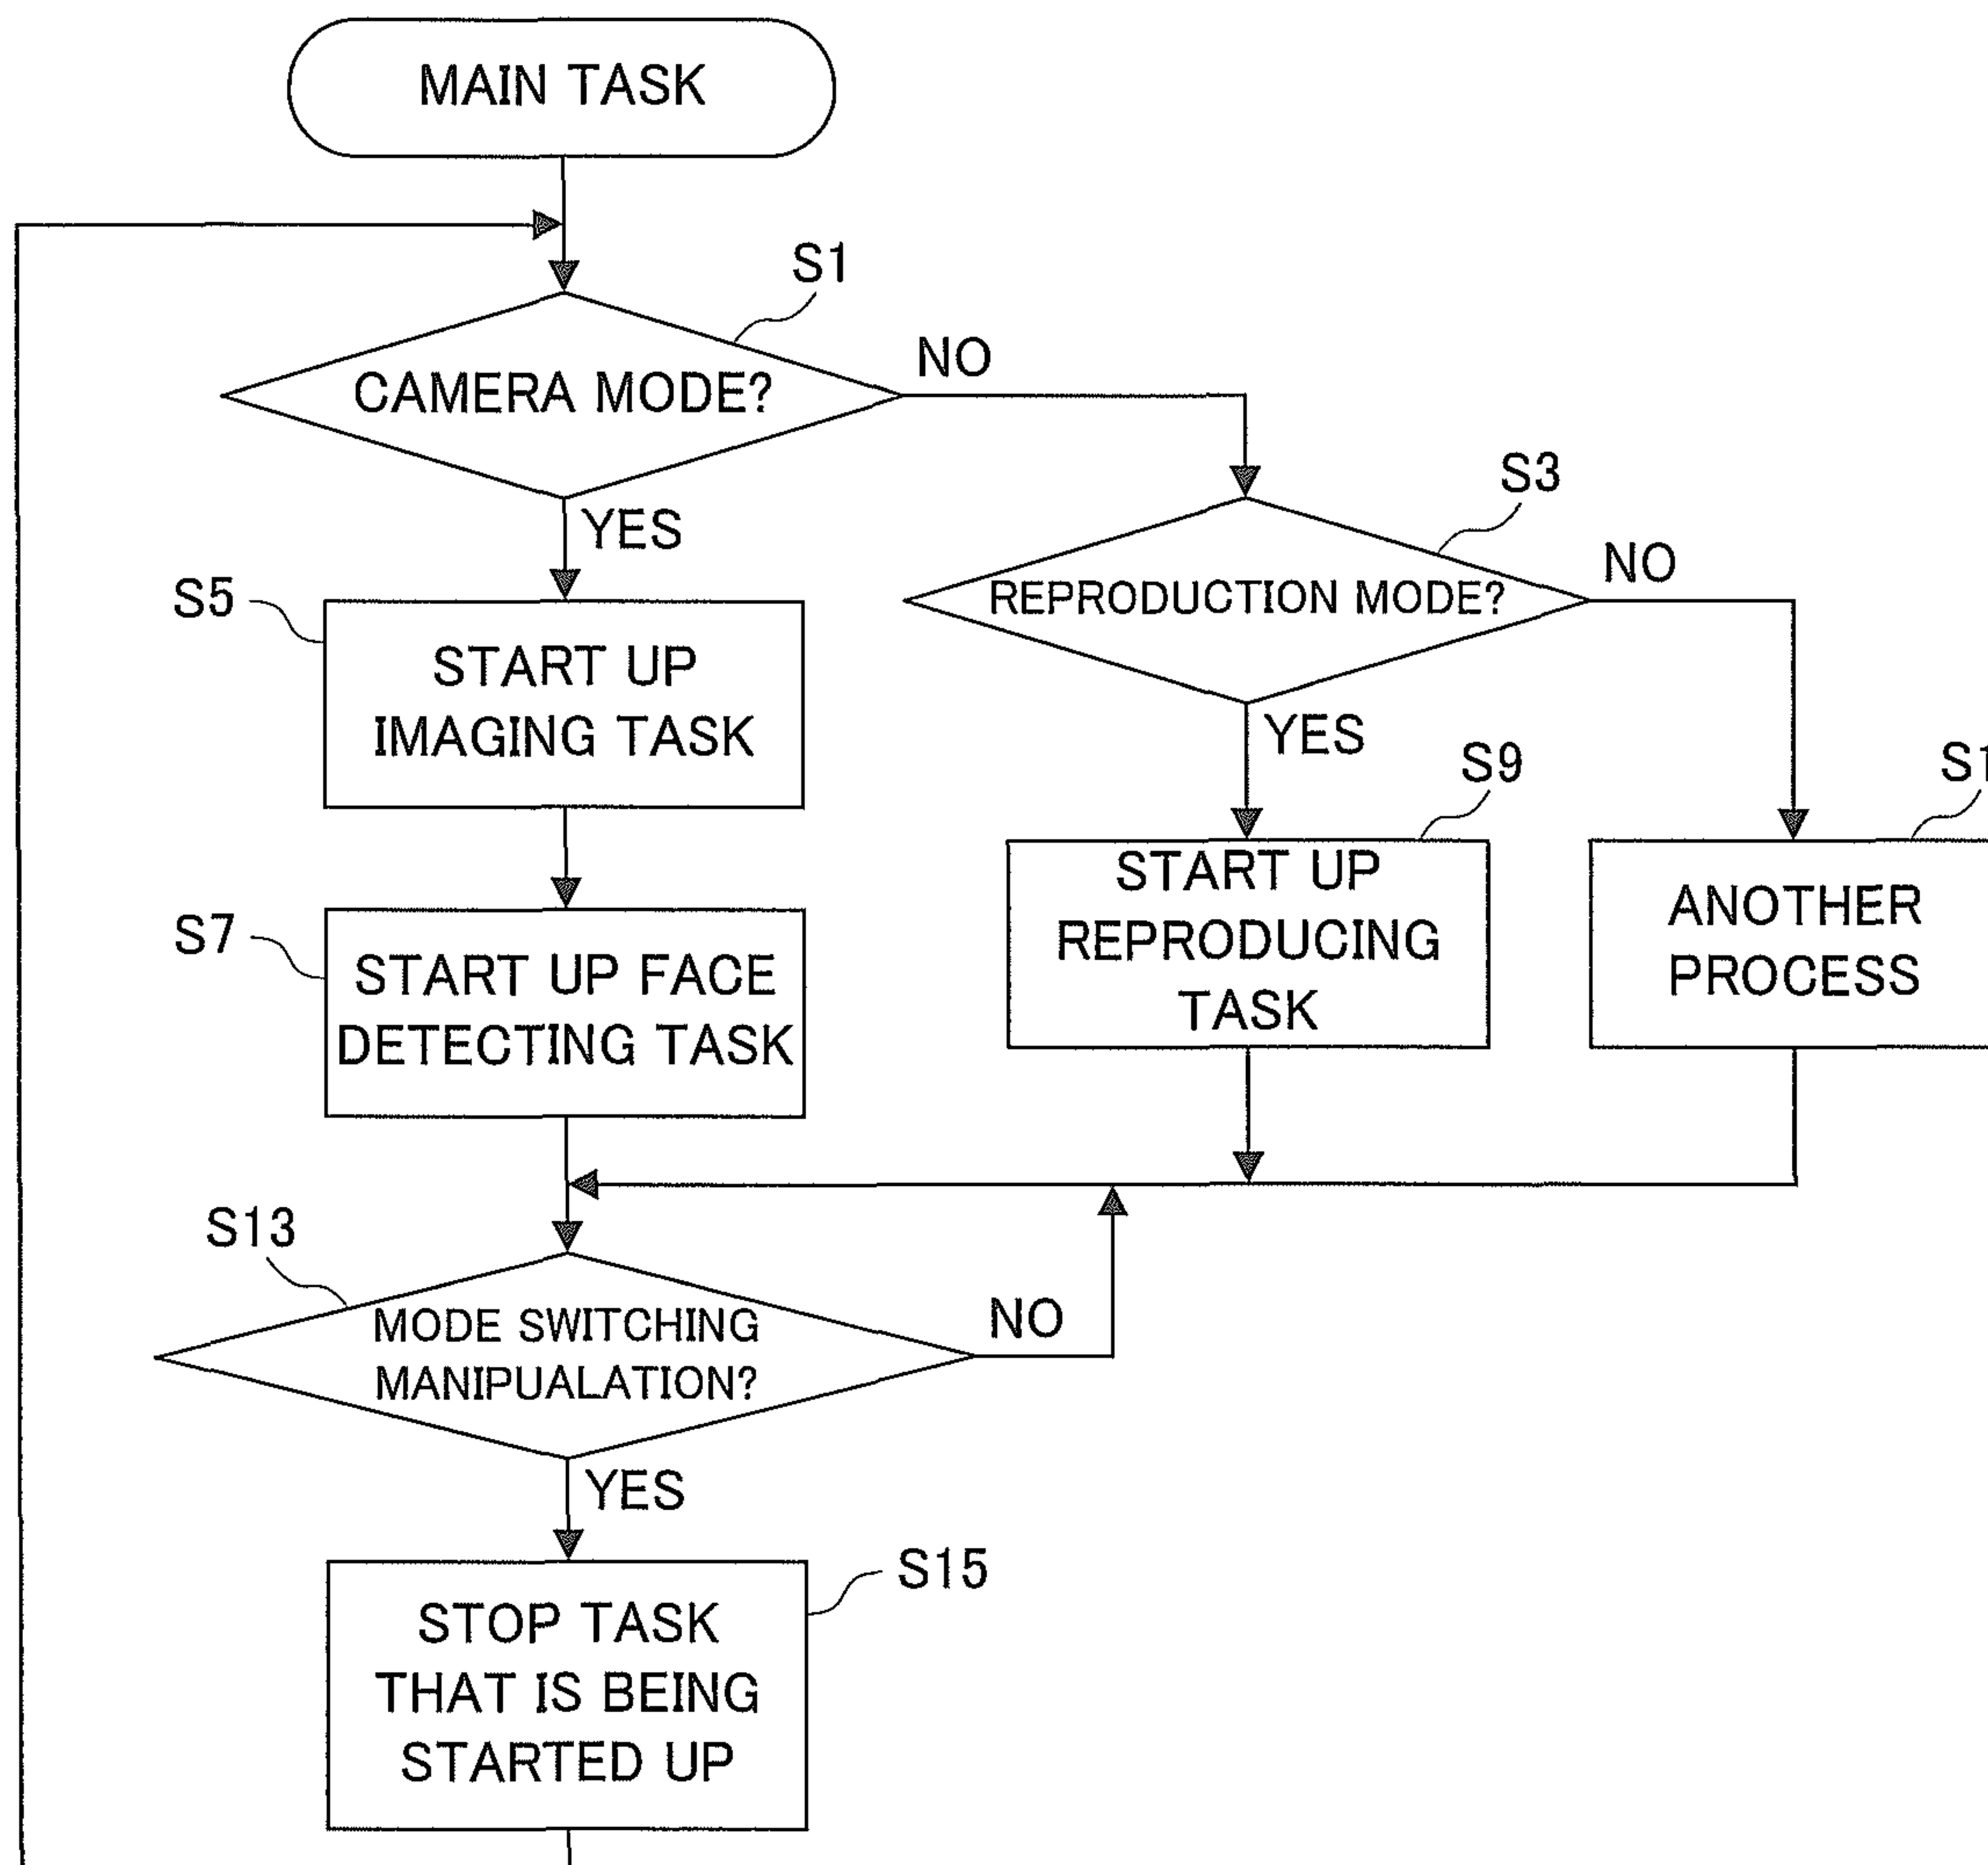 MAIN TASK
S1
CAMERA MODE?
NO
YES
S3
REPRODUCTION MODE?
NO
YES
S5
START UP
IMAGING TASK
S9
START UP
REPRODUCING
TASK
ANOTHER
PROCESS
S7
START UP FACE
DETECTING TASK
S13
MODE SWITCHING
MANIPUALATION?
NO
YES
S15
STOP TASK
THAT IS BEING
STARTED UP